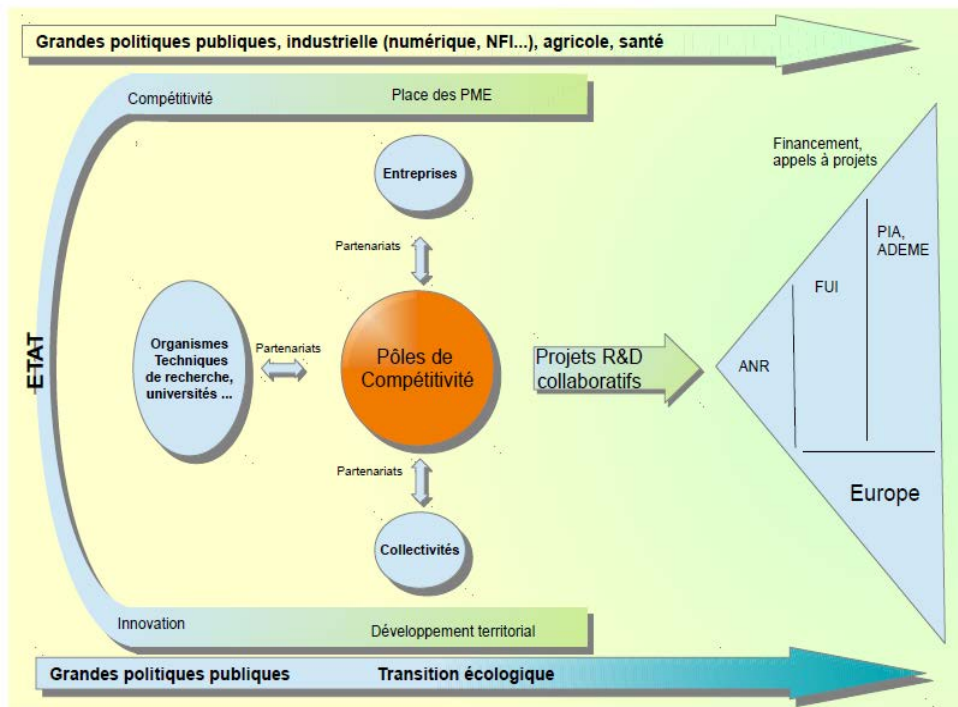 Grandes politiques publiques, industrielle (numérique, NFI...), agricole, santé
Compétitivité
Place des PME
Financement,
appels à projets
Entreprises
PIA,
ADEME
Partenariats
FUI
ETAT
Organismes
Techniques
de recherche,
universités ...
Partenariats
Pôles de
Compétitivité
Projets R&D
collaboratifs
ANR
Partenariats
Europe
Collectivités
Innovation
Développement territorial
Grandes politiques publiques
Transition écologique